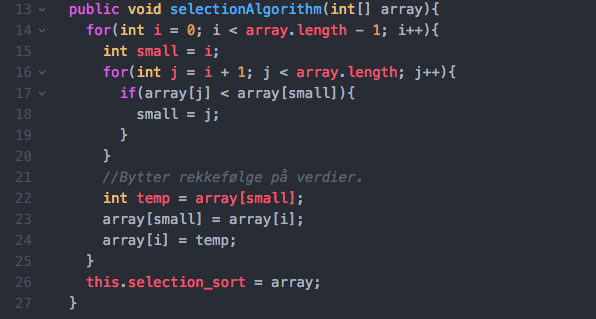 13 public void selectionAlgorithm(int[] array){
14 for(int i = 0; i < array.length - 1; i++){
15 int small = i;
16 for(int j = i + 1; j < array.length; j++){
17 if(array[j] < array[small]){
18 small = j;
19 }
20 }
21 //Bytter rekkefølge på verdier.
22 int temp = array[small];
23 array[small] = array[i];
24 array[i] = temp;
25 }
26 this.selection_sort = array;
27 }